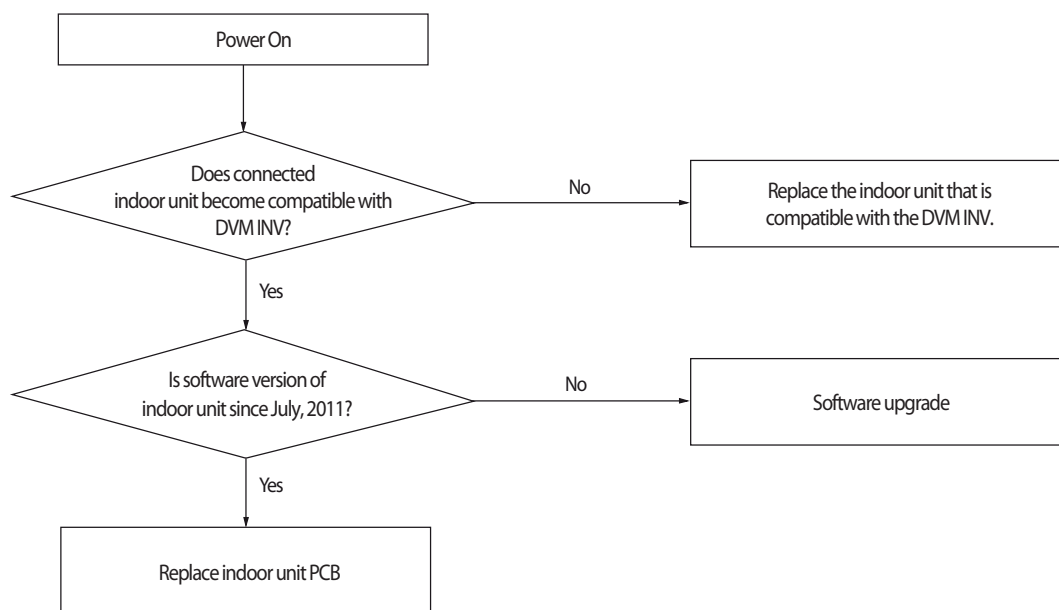 Power On
Does connected
indoor unit become compatible with
DVM INV?
No
Replace the indoor unit that is
compatible with the DVM INV.
Yes
Is software version of
indoor unit since July, 2011?
No
Software upgrade
Yes
Replace indoor unit PCB